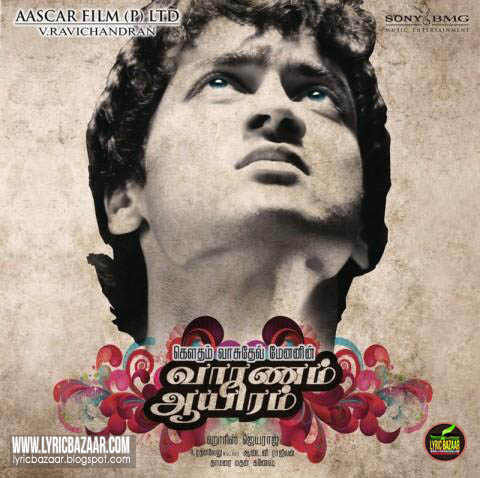 AASCAR FILM (P) LTD
V.RAVICHANDRAN
SONY BMG
MUSIC ENTERTAINMENT
கௌதம் வாசுதேவ் மேனனின்
வாரணம்
ஆயிரம்
ஹாரிஸ் ஜெயராஜ்
தாமரை
WWW.LYRICBAZAAR.COM
lyricbazaar.blogspot.com
LYRIC-BAZAAR